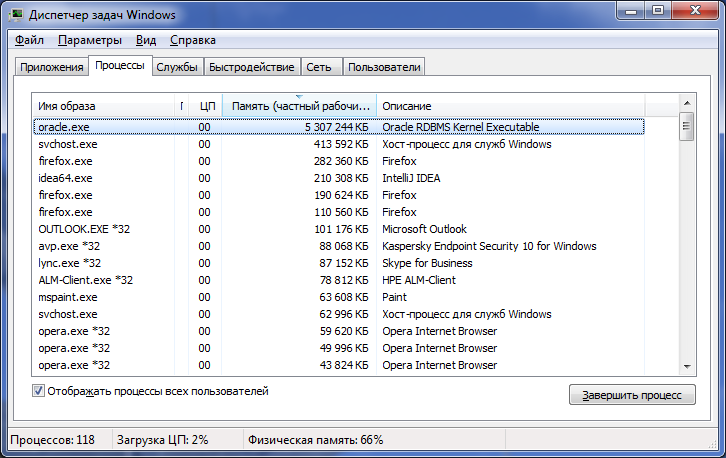 Диспетчер задач Windows
Файл Параметры Вид Справка
Приложения Процессы Службы Быстродействие Сеть Пользователи
Имя образа ЦП Память (частный рабочи... Описание
oracle.exe 00 5 307 244 КБ Oracle RDBMS Kernel Executable
svchost.exe 00 413 592 КБ Хост-процесс для служб Windows
firefox.exe 00 282 360 КБ Firefox
idea64.exe 00 210 308 КБ IntelliJ IDEA
firefox.exe 00 190 624 КБ Firefox
firefox.exe 00 110 560 КБ Firefox
OUTLOOK.EXE *32 00 101 176 КБ Microsoft Outlook
avp.exe *32 00 88 068 КБ Kaspersky Endpoint Security 10 for Windows
lync.exe *32 00 87 152 КБ Skype for Business
ALM-Client.exe *32 00 78 812 КБ HPE ALM-Client
mspaint.exe 00 63 608 КБ Paint
svchost.exe 00 62 996 КБ Хост-процесс для служб Windows
opera.exe *32 00 59 620 КБ Opera Internet Browser
opera.exe *32 00 49 996 КБ Opera Internet Browser
opera.exe *32 00 43 824 КБ Opera Internet Browser
Отображать процессы всех пользователей
Завершить процесс
Процессов: 118 Загрузка ЦП: 2% Физическая память: 66%